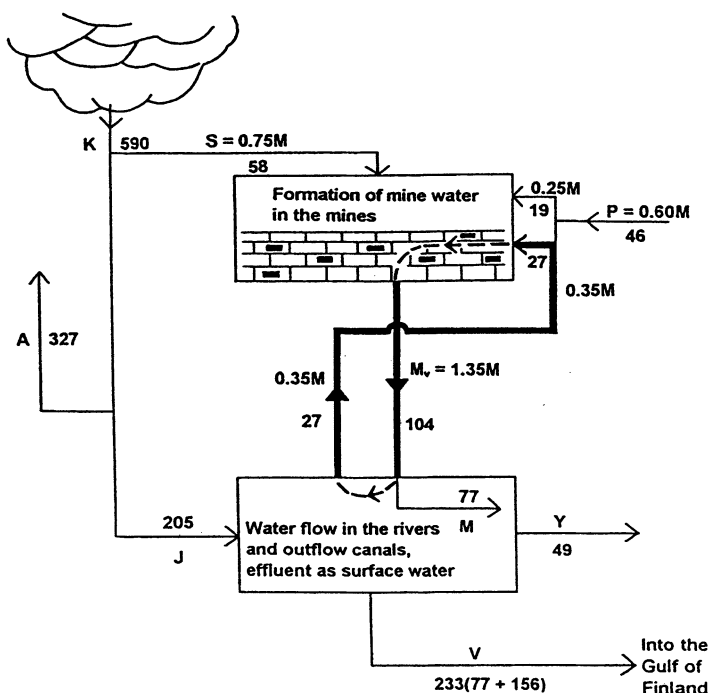 K 590
S = 0.75M
58
Formation of mine water
in the mines
0.25M
19
P = 0.60M
46
27
0.35M
A 327
0.35M
27
Mv = 1.35M
104
205
J
Water flow in the rivers
and outflow canals,
effluent as surface water
77
M
Y
49
V
233(77 + 156)
Into the
Gulf of
Finland